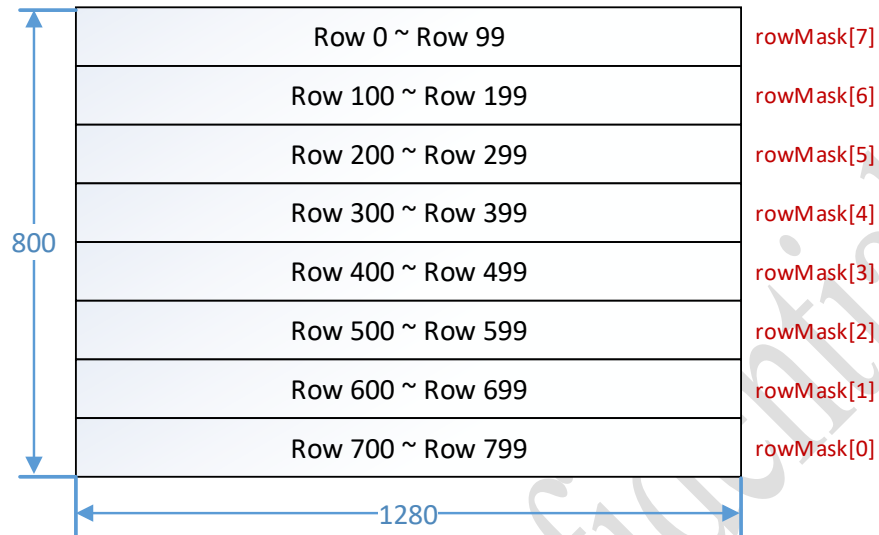 Row 0 ~ Row 99 rowMask[7]
Row 100 ~ Row 199 rowMask[6]
Row 200 ~ Row 299 rowMask[5]
Row 300 ~ Row 399 rowMask[4]
800
Row 400 ~ Row 499 rowMask[3]
Row 500 ~ Row 599 rowMask[2]
Row 600 ~ Row 699 rowMask[1]
Row 700 ~ Row 799 rowMask[0]
1280